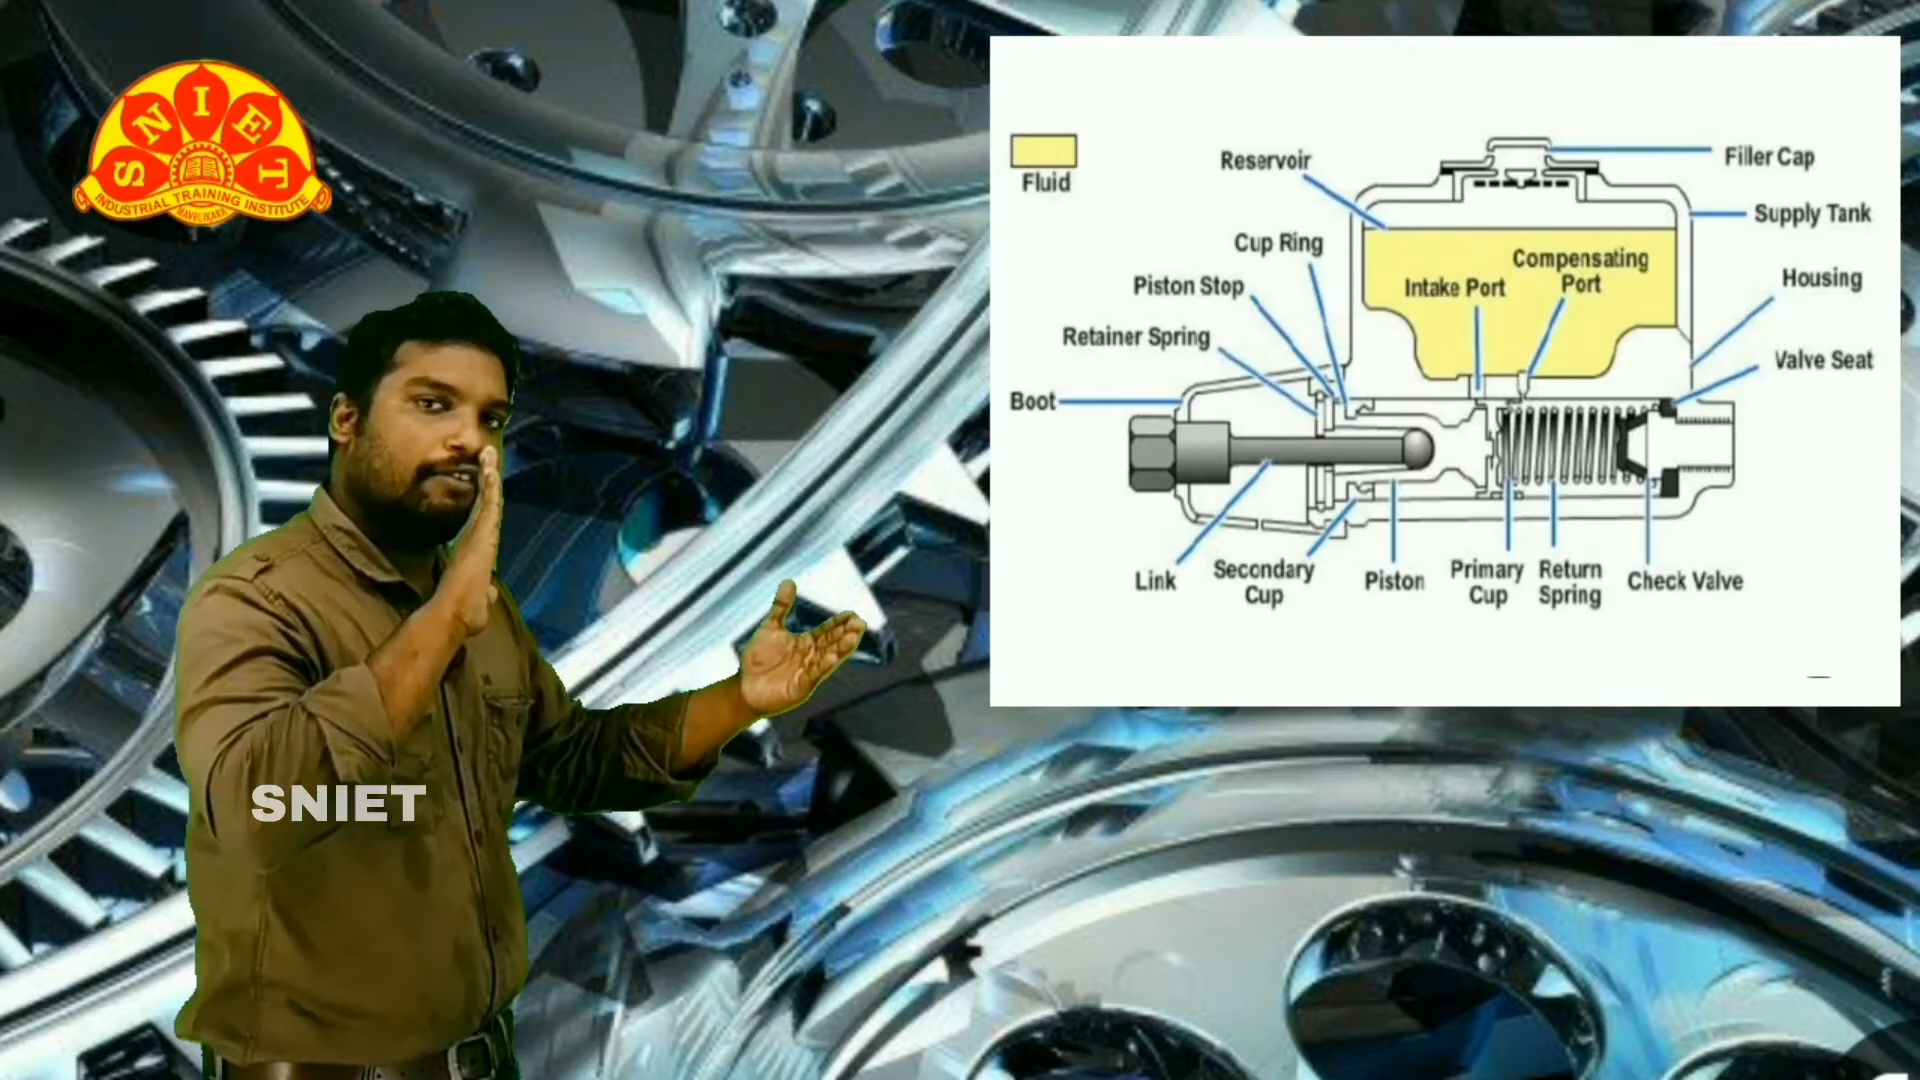 SNIET
INDUSTRIAL TRAINING INSTITUTE
MAVELIKARA
SNIET
Fluid
Reservoir
Filler Cap
Supply Tank
Cup Ring
Compensating
Port
Intake Port
Housing
Piston Stop
Retainer Spring
Valve Seat
Boot
Link
Secondary
Cup
Piston
Primary
Cup
Return
Spring
Check Valve